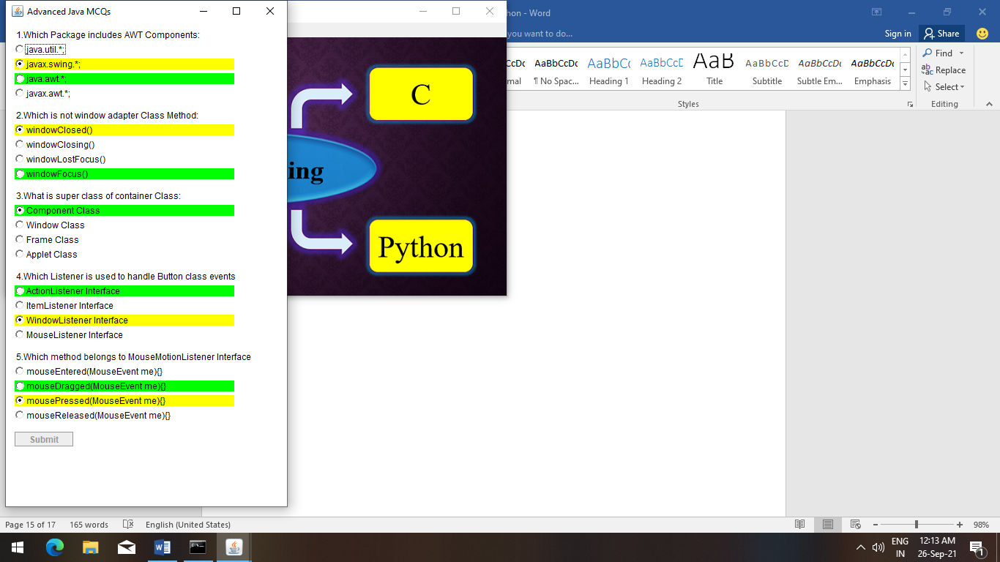 Advanced Java MCQs
1.Which Package includes AWT Components:
java.util.*;
javax.swing.*;
java.awt.*;
javax.awt.*;
2.Which is not window adapter Class Method:
windowClosed()
windowClosing()
windowLostFocus()
windowFocus()
3.What is super class of container Class:
Component Class
Window Class
Frame Class
Applet Class
4.Which Listener is used to handle Button class events
ActionListener Interface
ItemListener Interface
WindowListener Interface
MouseListener Interface
5.Which method belongs to MouseMotionListener Interface
mouseEntered(MouseEvent me){}
mouseDragged(MouseEvent me){}
mousePressed(MouseEvent me){}
mouseReleased(MouseEvent me){}
Submit
ing
C
Python
hon - Word
you want to do...
Sign in
Share
AaBbCcDc AaBbCc AaBbCcD AaB AaBbCcD AaBbCcDc AaBbCcDc
mal ¶ No Spac... Heading 1 Heading 2 Title Subtitle Subtle Em... Emphasis
Styles
Find
Replace
Select
Editing
Page 15 of 17 165 words English (United States) 98%
ENG
IN
12:13 AM
26-Sep-21
1